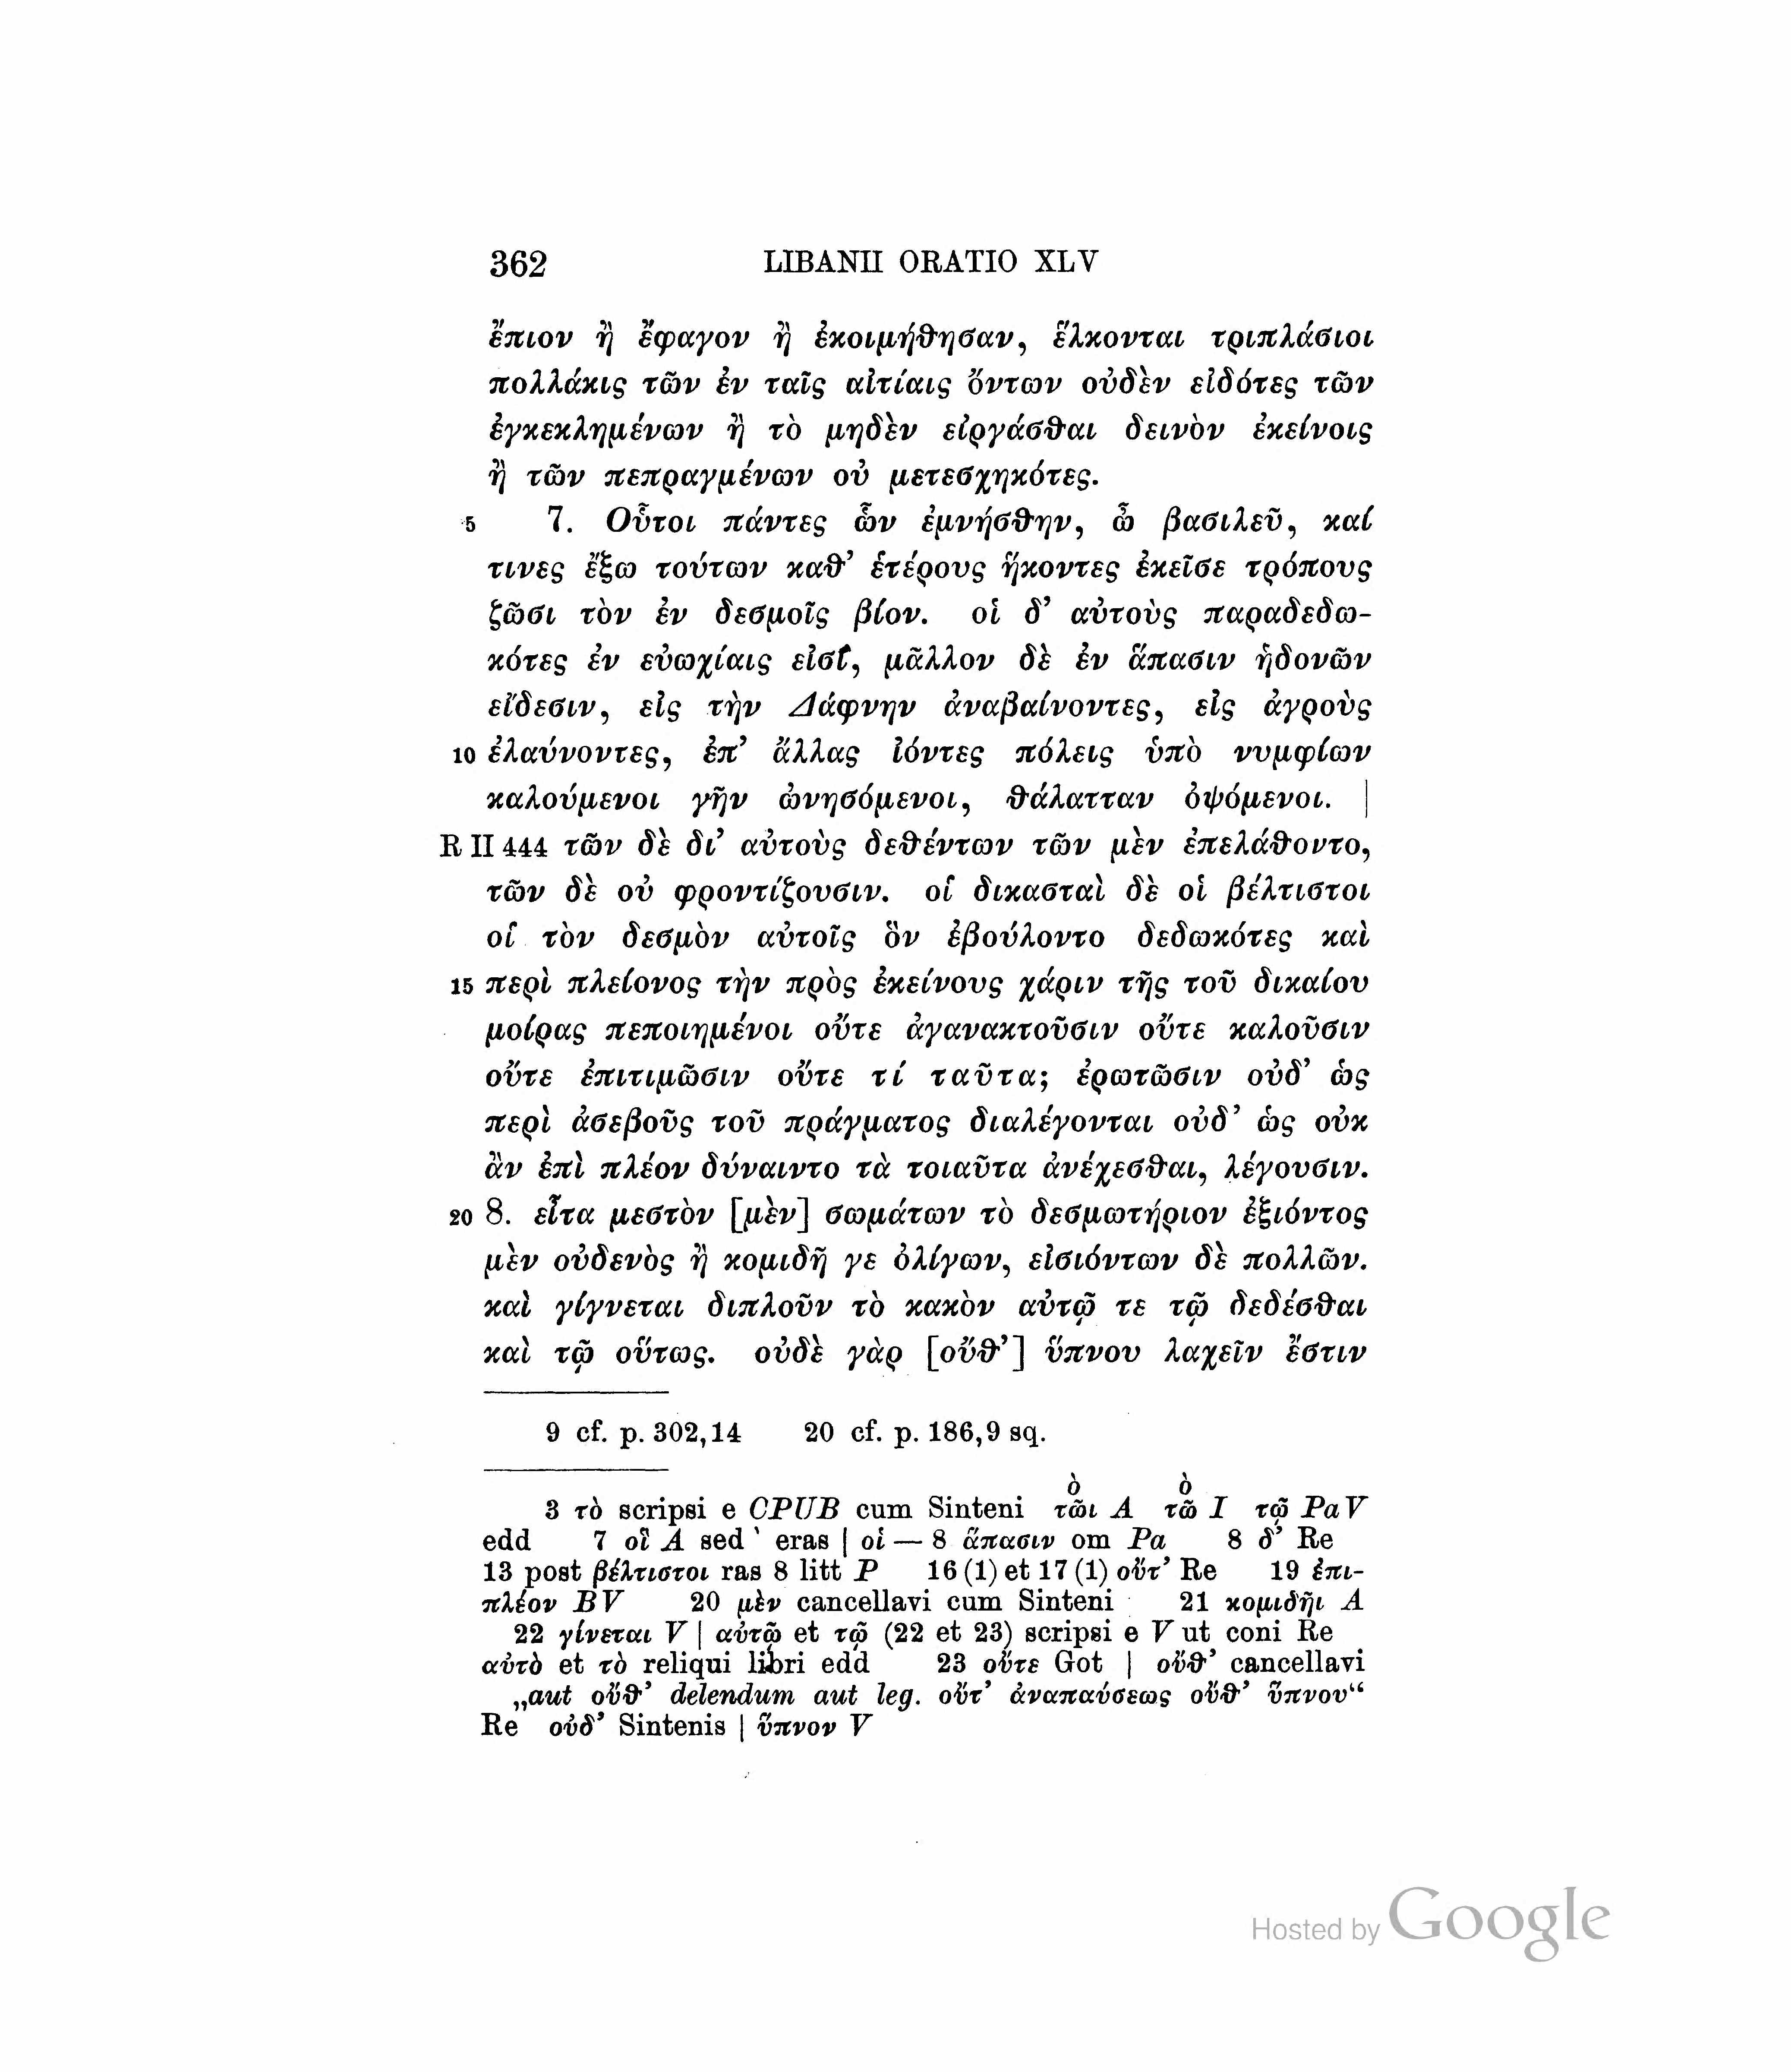 362 LIBANII ORATIO XLV
ἔπιον ἢ ἔφαγον ἢ ἐκοιμήθησαν, ἕλκονται τριπλάσιοι
πολλάκις τῶν ἐν ταῖς αἰτίαις ὄντων οὐδὲν εἰδότες τῶν
ἐγκεκλημένων ἢ τὸ μηδὲν εἰργάσθαι δεινὸν ἐκείνοις
ἢ τῶν πεπραγμένων οὐ μετεσχηκότες.
5 7. Οὗτοι πάντες ὧν ἐμνήσθην, ὦ βασιλεῦ, καί
τινες ἔξω τούτων καθ’ ἑτέρους ἥκοντες ἐκεῖσε τρόπους
ζῶσι τὸν ἐν δεσμοῖς βίον. οἱ δ’ αὐτοὺς παραδεδω-
κότες ἐν εὐωχίαις εἰσί, μᾶλλον δὲ ἐν ἅπασιν ἡδονῶν
εἴδεσιν, εἰς τὴν Δάφνην ἀναβαίνοντες, εἰς ἀγροὺς
10 ἐλαύνοντες, ἐπ’ ἄλλας ἰόντες πόλεις ὑπὸ νυμφίων
καλούμενοι γῆν ὠνησόμενοι, θάλατταν ὀψόμενοι. |
R II 444 τῶν δὲ δι’ αὐτοὺς δεθέντων τῶν μὲν ἐπελάθοντο,
τῶν δὲ οὐ φροντίζουσιν. οἱ δικασταὶ δὲ οἱ βέλτιστοι
οἱ τὸν δεσμὸν αὐτοῖς ὃν ἐβούλοντο δεδωκότες καὶ
15 περὶ πλείονος τὴν πρὸς ἐκείνους χάριν τῆς τοῦ δικαίου
μοίρας πεποιημένοι οὔτε ἀγανακτοῦσιν οὔτε καλοῦσιν
οὔτε ἐπιτιμῶσιν οὔτε τί ταῦτα; ἐρωτῶσιν οὐδ’ ὡς
περὶ ἀσεβοῦς τοῦ πράγματος διαλέγονται οὐδ’ ὡς οὐκ
ἂν ἐπὶ πλέον δύναιντο τὰ τοιαῦτα ἀνέχεσθαι, λέγουσιν.
20 8. εἶτα μεστὸν [μὲν] σωμάτων τὸ δεσμωτήριον ἐξιόντος
μὲν οὐδενὸς ἢ κομιδῇ γε ὀλίγων, εἰσιόντων δὲ πολλῶν.
καὶ γίγνεται διπλοῦν τὸ κακὸν αὐτῷ τε τῷ δεδέσθαι
καὶ τῷ οὕτως. οὐδὲ γὰρ [οὔθ’] ὕπνου λαχεῖν ἔστιν
9 cf. p. 302,14 20 cf. p. 186,9 sq.
3 τὸ scripsi e CPUB cum Sinteni τῶι ὸ A τῶ ὸ I τῷ PaV
edd 7 οἳ A sed ` eras | οἱ — 8 ἅπασιν om Pa 8 δ’ Re
13 post βέλτιστοι ras 8 litt P 16 (1) et 17 (1) οὔτ’ Re 19 ἐπι-
πλέον BV 20 μὲν cancellavi cum Sinteni 21 κομιδῆι A
22 γίνεται V | αὐτῷ et τῷ (22 et 23) scripsi e V ut coni Re
αὐτὸ et τὸ reliqui libri edd 23 οὔτε Got | οὔθ’ cancellavi
„aut οὔθ’ delendum aut leg. οὔτ’ ἀναπαύσεως οὔθ’ ὕπνου“
Re οὐδ’ Sintenis | ὕπνον V
Hosted by Google